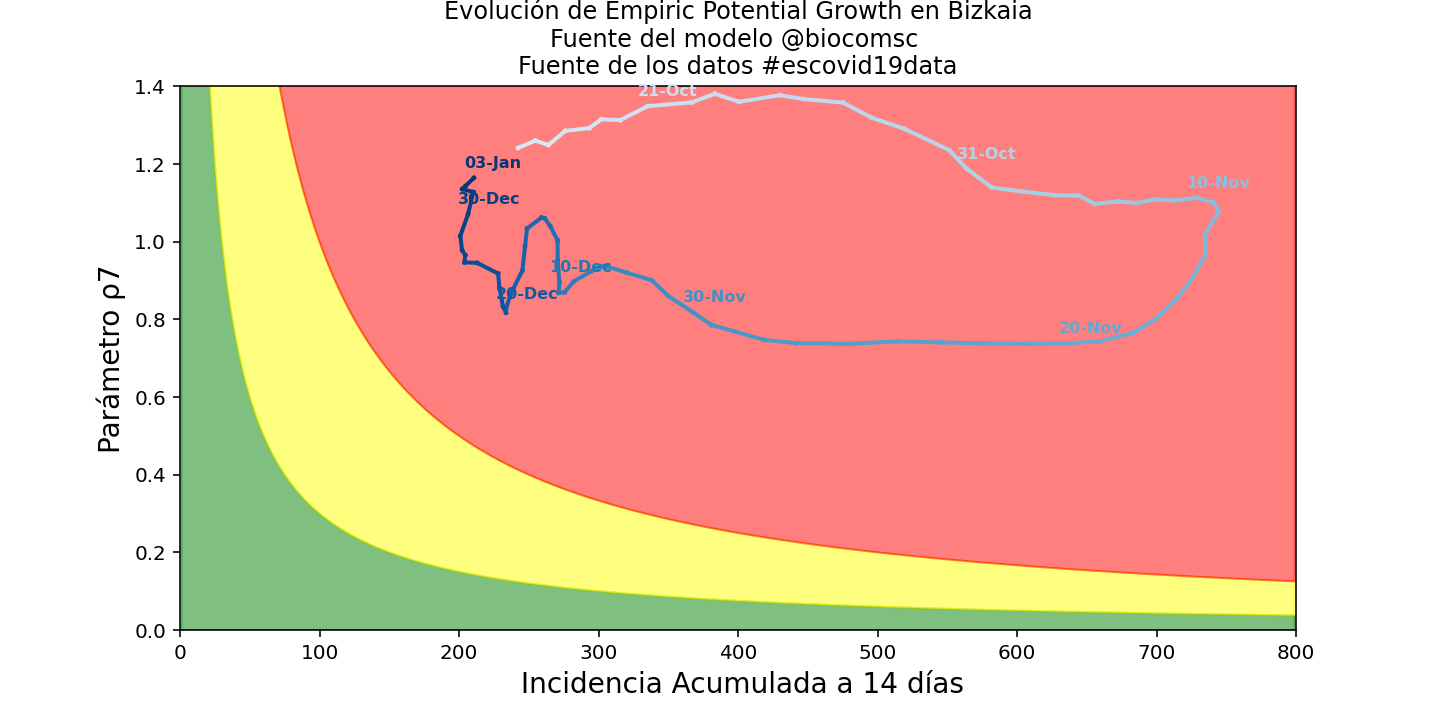 Evolución de Empiric Potential Growth en Bizkaia
Fuente del modelo @biocomsc
Fuente de los datos #escovid19data
1.4
1.2
1.0
0.8
0.6
0.4
0.2
0.0
Parámetro ρ7
21-Oct
03-Jan
31-Oct
10-Nov
30-Dec
10-Dec
20-Dec
30-Nov
20-Nov
0 100 200 300 400 500 600 700 800
Incidencia Acumulada a 14 días